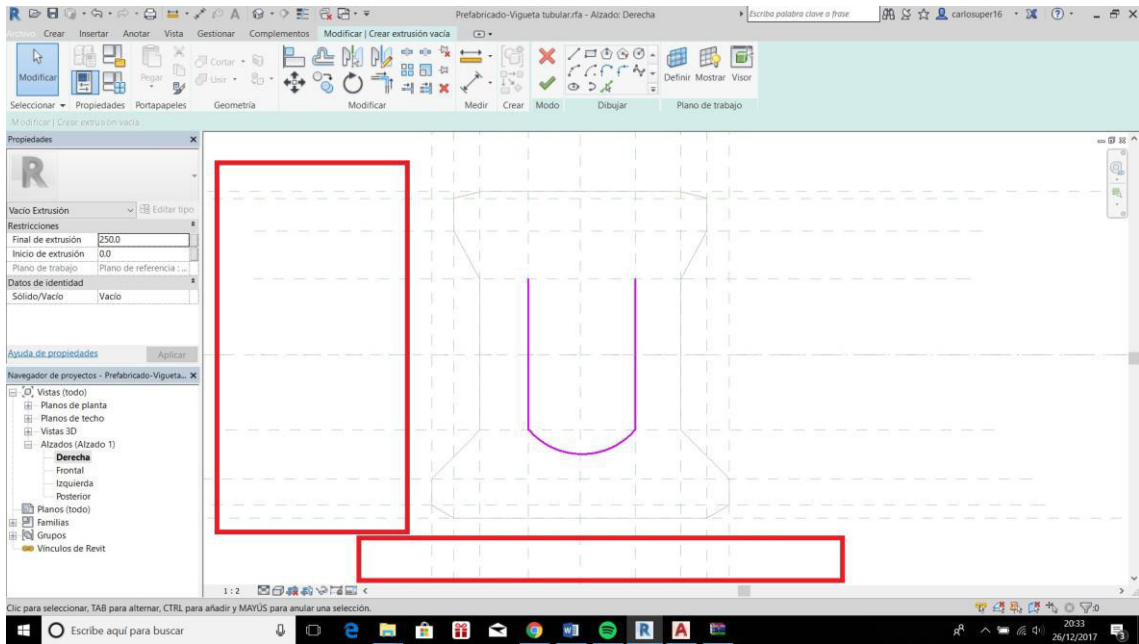 Prefabricado-Vigueta tubular.rfa - Alzado: Derecha
Escriba palabra clave o frase
carlosuper16
Archivo Crear Insertar Anotar Vista Gestionar Complementos Modificar | Crear extrusión vacía
Modificar
Pegar
Cortar
Unir
Definir Mostrar Visor
Seleccionar Propiedades Portapapeles Geometría Modificar Medir Crear Modo Dibujar Plano de trabajo
Modificar | Crear extrusión vacía
Propiedades
Vacío Extrusión
Editar tipo
Restricciones
Final de extrusión 250.0
Inicio de extrusión 0.0
Plano de trabajo Plano de referencia : ...
Datos de identidad
Sólido/Vacío Vacío
Ayuda de propiedades
Aplicar
Navegador de proyectos - Prefabricado-Vigueta...
Vistas (todo)
Planos de planta
Planos de techo
Vistas 3D
Alzados (Alzado 1)
Derecha
Frontal
Izquierda
Posterior
Planos (todo)
Familias
Grupos
Vínculos de Revit
1 : 2
Clic para seleccionar, TAB para alternar, CTRL para añadir y MAYÚS para anular una selección.
:0
Escribe aquí para buscar
20:33
26/12/2017